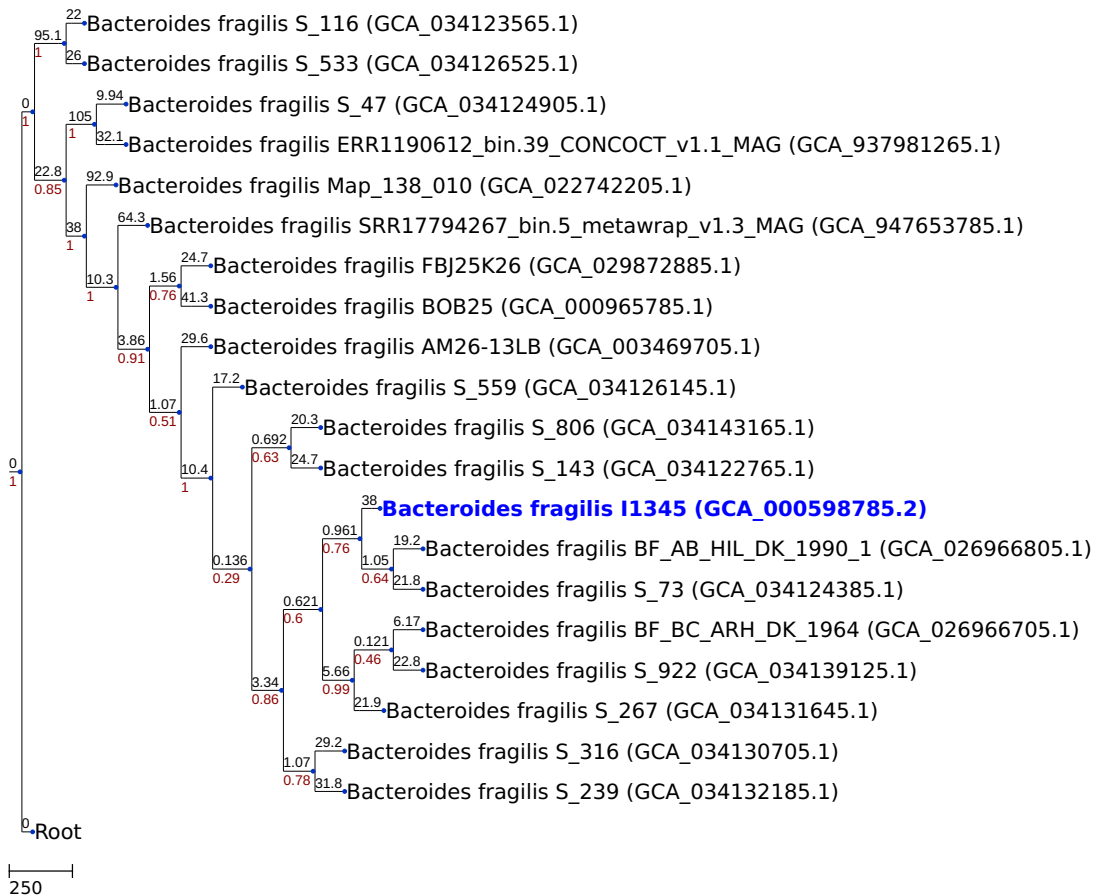 22
Bacteroides fragilis S_116 (GCA_034123565.1)
95.1
1
26
Bacteroides fragilis S_533 (GCA_034126525.1)
0
1
9.94
Bacteroides fragilis S_47 (GCA_034124905.1)
105
1
32.1
Bacteroides fragilis ERR1190612_bin.39_CONCOCT_v1.1_MAG (GCA_937981265.1)
22.8
0.85
92.9
Bacteroides fragilis Map_138_010 (GCA_022742205.1)
38
1
64.3
Bacteroides fragilis SRR17794267_bin.5_metawrap_v1.3_MAG (GCA_947653785.1)
10.3
1
24.7
Bacteroides fragilis FBJ25K26 (GCA_029872885.1)
1.56
0.76
41.3
Bacteroides fragilis BOB25 (GCA_000965785.1)
3.86
0.91
29.6
Bacteroides fragilis AM26-13LB (GCA_003469705.1)
1.07
0.51
17.2
Bacteroides fragilis S_559 (GCA_034126145.1)
20.3
Bacteroides fragilis S_806 (GCA_034143165.1)
0.692
0.63
24.7
Bacteroides fragilis S_143 (GCA_034122765.1)
10.4
1
0
1
38
Bacteroides fragilis I1345 (GCA_000598785.2)
0.961
0.76
19.2
Bacteroides fragilis BF_AB_HIL_DK_1990_1 (GCA_026966805.1)
1.05
0.64
0.136
0.29
21.8
Bacteroides fragilis S_73 (GCA_034124385.1)
0.621
0.6
6.17
Bacteroides fragilis BF_BC_ARH_DK_1964 (GCA_026966705.1)
0.121
0.46
22.8
Bacteroides fragilis S_922 (GCA_034139125.1)
5.66
0.99
3.34
0.86
21.9
Bacteroides fragilis S_267 (GCA_034131645.1)
29.2
Bacteroides fragilis S_316 (GCA_034130705.1)
1.07
0.78
31.8
Bacteroides fragilis S_239 (GCA_034132185.1)
0
Root
250